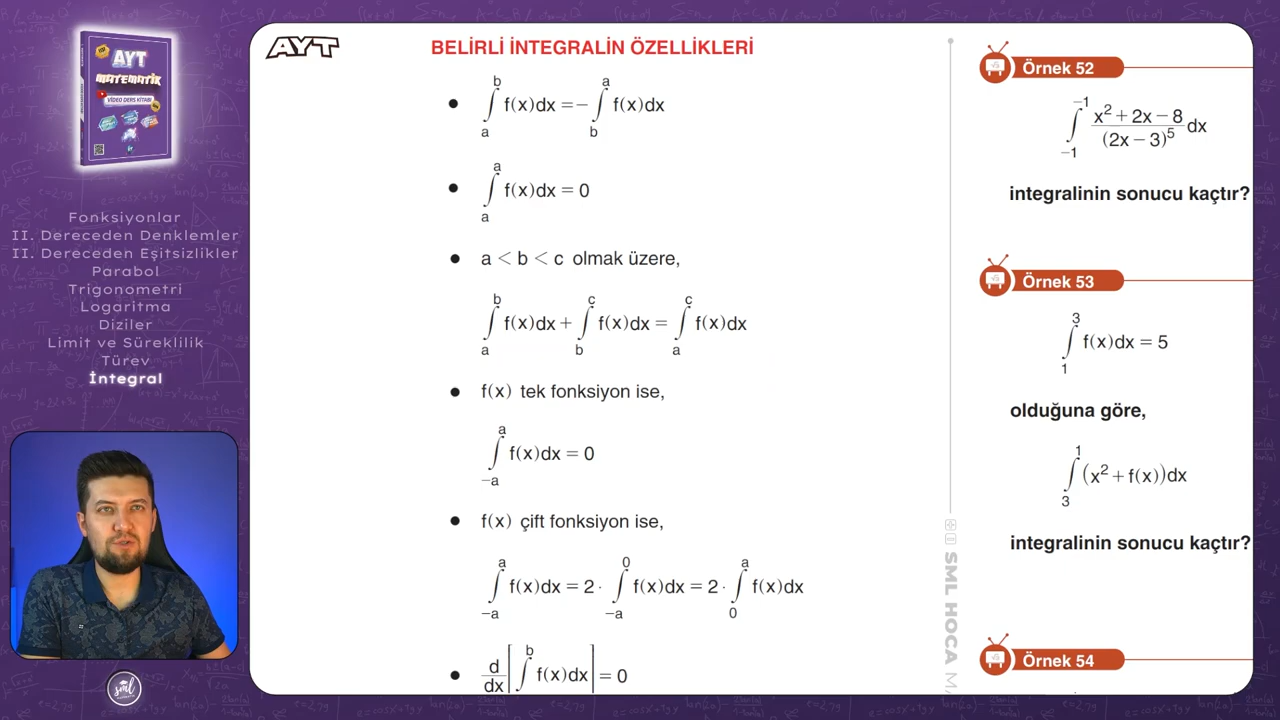 AYT
MATEMATİK
VİDEO DERS KİTABI
Fonksiyonlar
II. Dereceden Denklemler
II. Dereceden Eşitsizlikler
Parabol
Trigonometri
Logaritma
Diziler
Limit ve Süreklilik
Türev
İntegral
sml
AYT
BELİRLİ İNTEGRALİN ÖZELLİKLERİ
• ∫_a^b f(x)dx = − ∫_b^a f(x)dx
• ∫_a^a f(x)dx = 0
• a < b < c olmak üzere,
∫_a^b f(x)dx + ∫_b^c f(x)dx = ∫_a^c f(x)dx
• f(x) tek fonksiyon ise,
∫_{−a}^a f(x)dx = 0
• f(x) çift fonksiyon ise,
∫_{−a}^a f(x)dx = 2 · ∫_{−a}^0 f(x)dx = 2 · ∫_0^a f(x)dx
• d/dx [∫^b f(x)dx] = 0
SML HOCA
Örnek 52
∫_{−1}^{−1} (x² + 2x − 8)/(2x − 3)⁵ dx
integralinin sonucu kaçtır?
Örnek 53
∫_1^3 f(x)dx = 5
olduğuna göre,
∫_3^1 (x² + f(x))dx
integralinin sonucu kaçtır?
Örnek 54